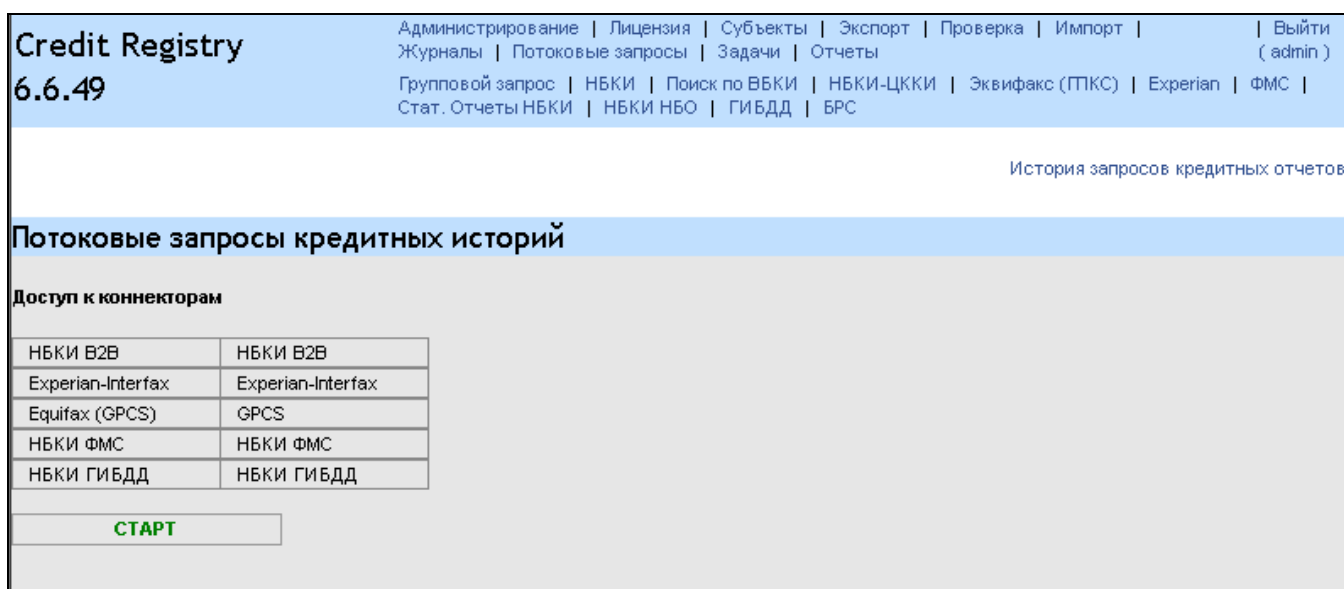 Credit Registry
6.6.49
Администрирование | Лицензия | Субъекты | Экспорт | Проверка | Импорт | | Выйти
Журналы | Потоковые запросы | Задачи | Отчеты ( admin )
Групповой запрос | НБКИ | Поиск по ВБКИ | НБКИ-ЦККИ | Эквифакс (ГПКС) | Experian | ФМС |
Стат. Отчеты НБКИ | НБКИ НБО | ГИБДД | БРС
История запросов кредитных отчетов
Потоковые запросы кредитных историй
Доступ к коннекторам
НБКИ B2B НБКИ B2B
Experian-Interfax Experian-Interfax
Equifax (GPCS) GPCS
НБКИ ФМС НБКИ ФМС
НБКИ ГИБДД НБКИ ГИБДД
СТАРТ